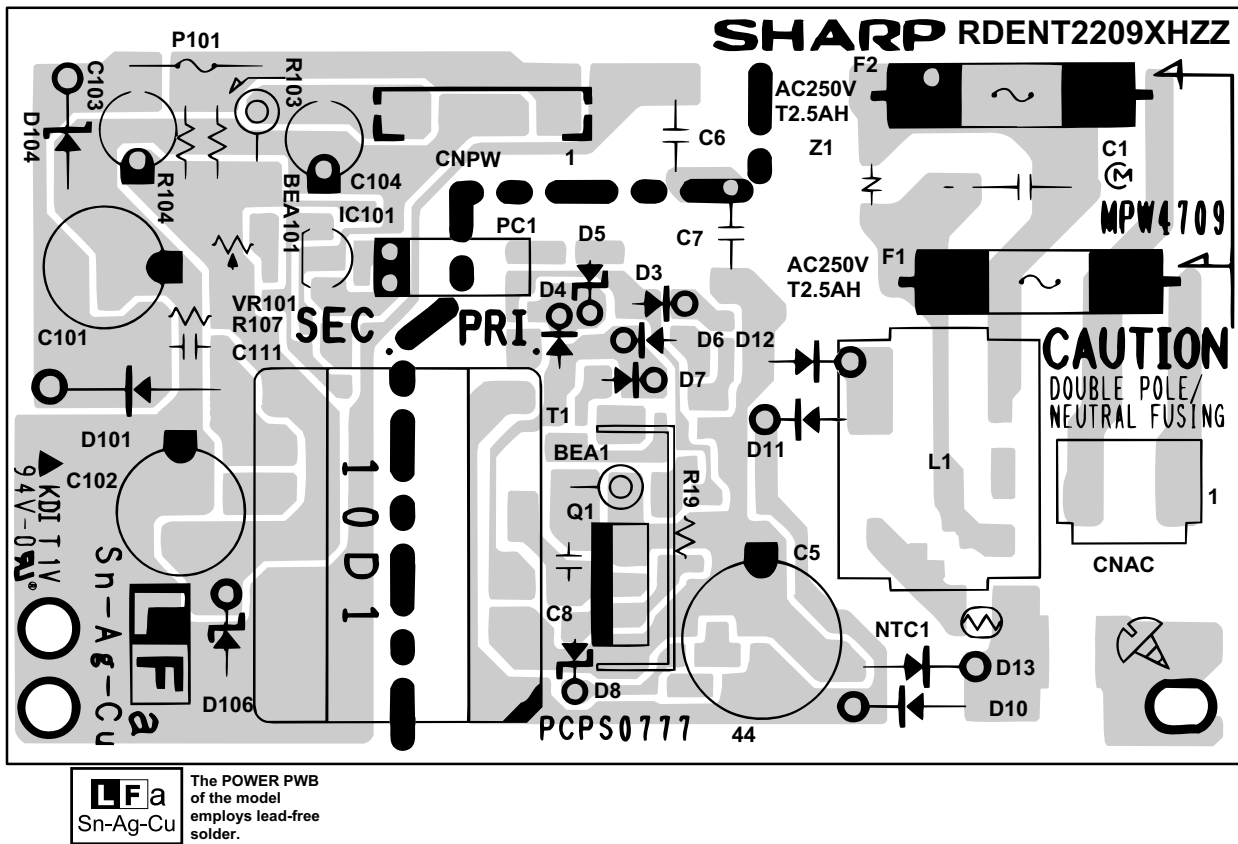 SHARP RDENT2209XHZZ
P101
F2
AC250V
T2.5AH
C103
R103
D104
C6
Z1
C1
M
CNPW
1
R104
C104
BEA101
IC101
PC1
C7
MPW4709
D5
F1
AC250V
T2.5AH
D3
D4
VR101
R107
C101
C111
SEC.
PRI.
D6
D12
CAUTION
DOUBLE POLE/
NEUTRAL FUSING
D7
T1
D101
D11
C102
BEA1
L1
R19
1
KDI T 1V
94V-0
10D1
Q1
C5
CNAC
Sn-Ag-Cu
LF
a
C8
NTC1
D13
D106
D8
D10
PCPS0777
44
LFa
Sn-Ag-Cu
The POWER PWB
of the model
employs lead-free
solder.